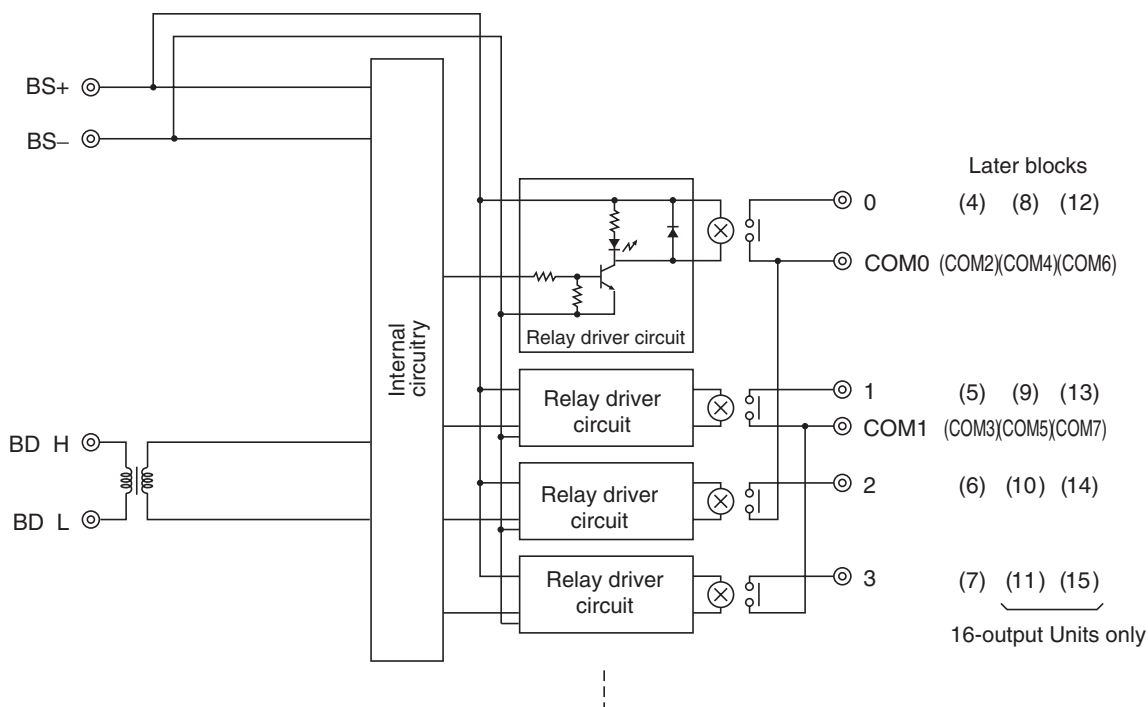 BS+
BS−
Later blocks
0 (4) (8) (12)
COM0 (COM2)(COM4)(COM6)
Relay driver circuit
Internal
circuitry
Relay driver
circuit
1 (5) (9) (13)
COM1 (COM3)(COM5)(COM7)
BD H
BD L
Relay driver
circuit
2 (6) (10) (14)
Relay driver
circuit
3 (7) (11) (15)
16-output Units only